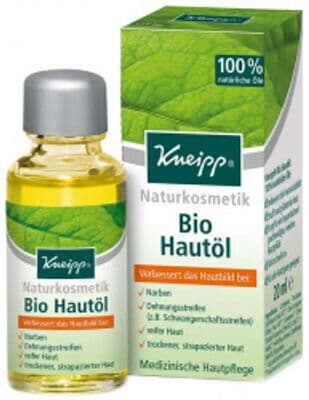 100%
natürliche Öle
Kneipp®
Naturkosmetik
Bio
Hautöl
Verbessert das Hautbild bei:
Narben
Dehnungsstreifen
(z.B. Schwangerschaftsstreifen)
reifer Haut
trockener, strapazierter Haut
Medizinische Hautpflege
20 ml e
Kneipp®
Naturkosmetik
Bio Hautöl
Verbessert das Hautbild bei:
Narben
Dehnungsstreifen
reifer Haut
trockener, strapazierter Haut